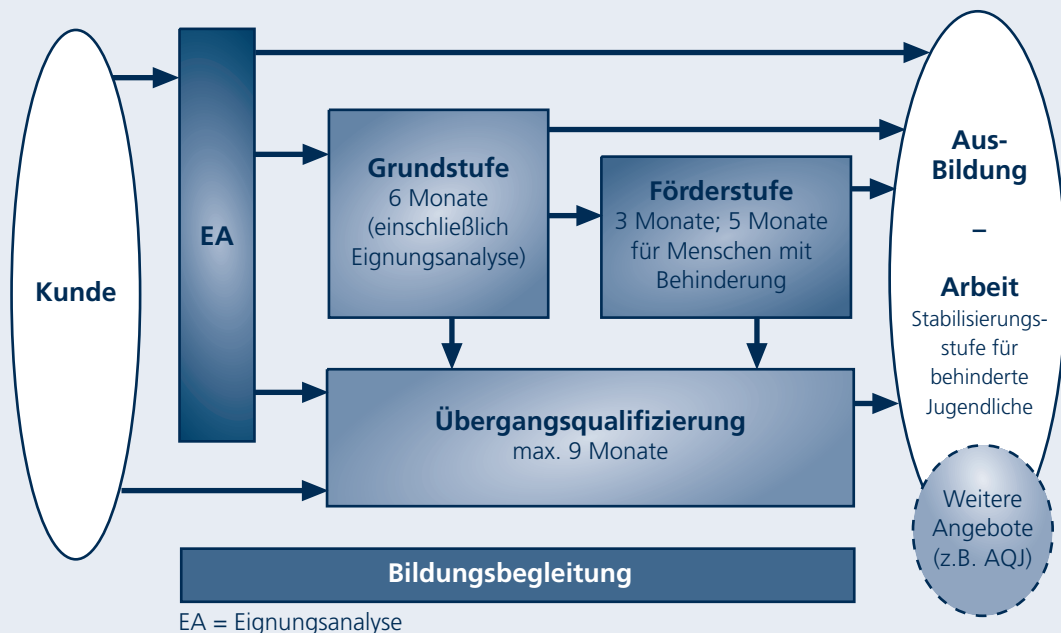 Kunde
EA
Grundstufe
6 Monate
(einschließlich
Eignungsanalyse)
Förderstufe
3 Monate; 5 Monate
für Menschen mit
Behinderung
Übergangsqualifizierung
max. 9 Monate
Aus-
Bildung
–
Arbeit
Stabilisierungs-
stufe für
behinderte
Jugendliche
Weitere
Angebote
(z.B. AQJ)
Bildungsbegleitung
EA = Eignungsanalyse